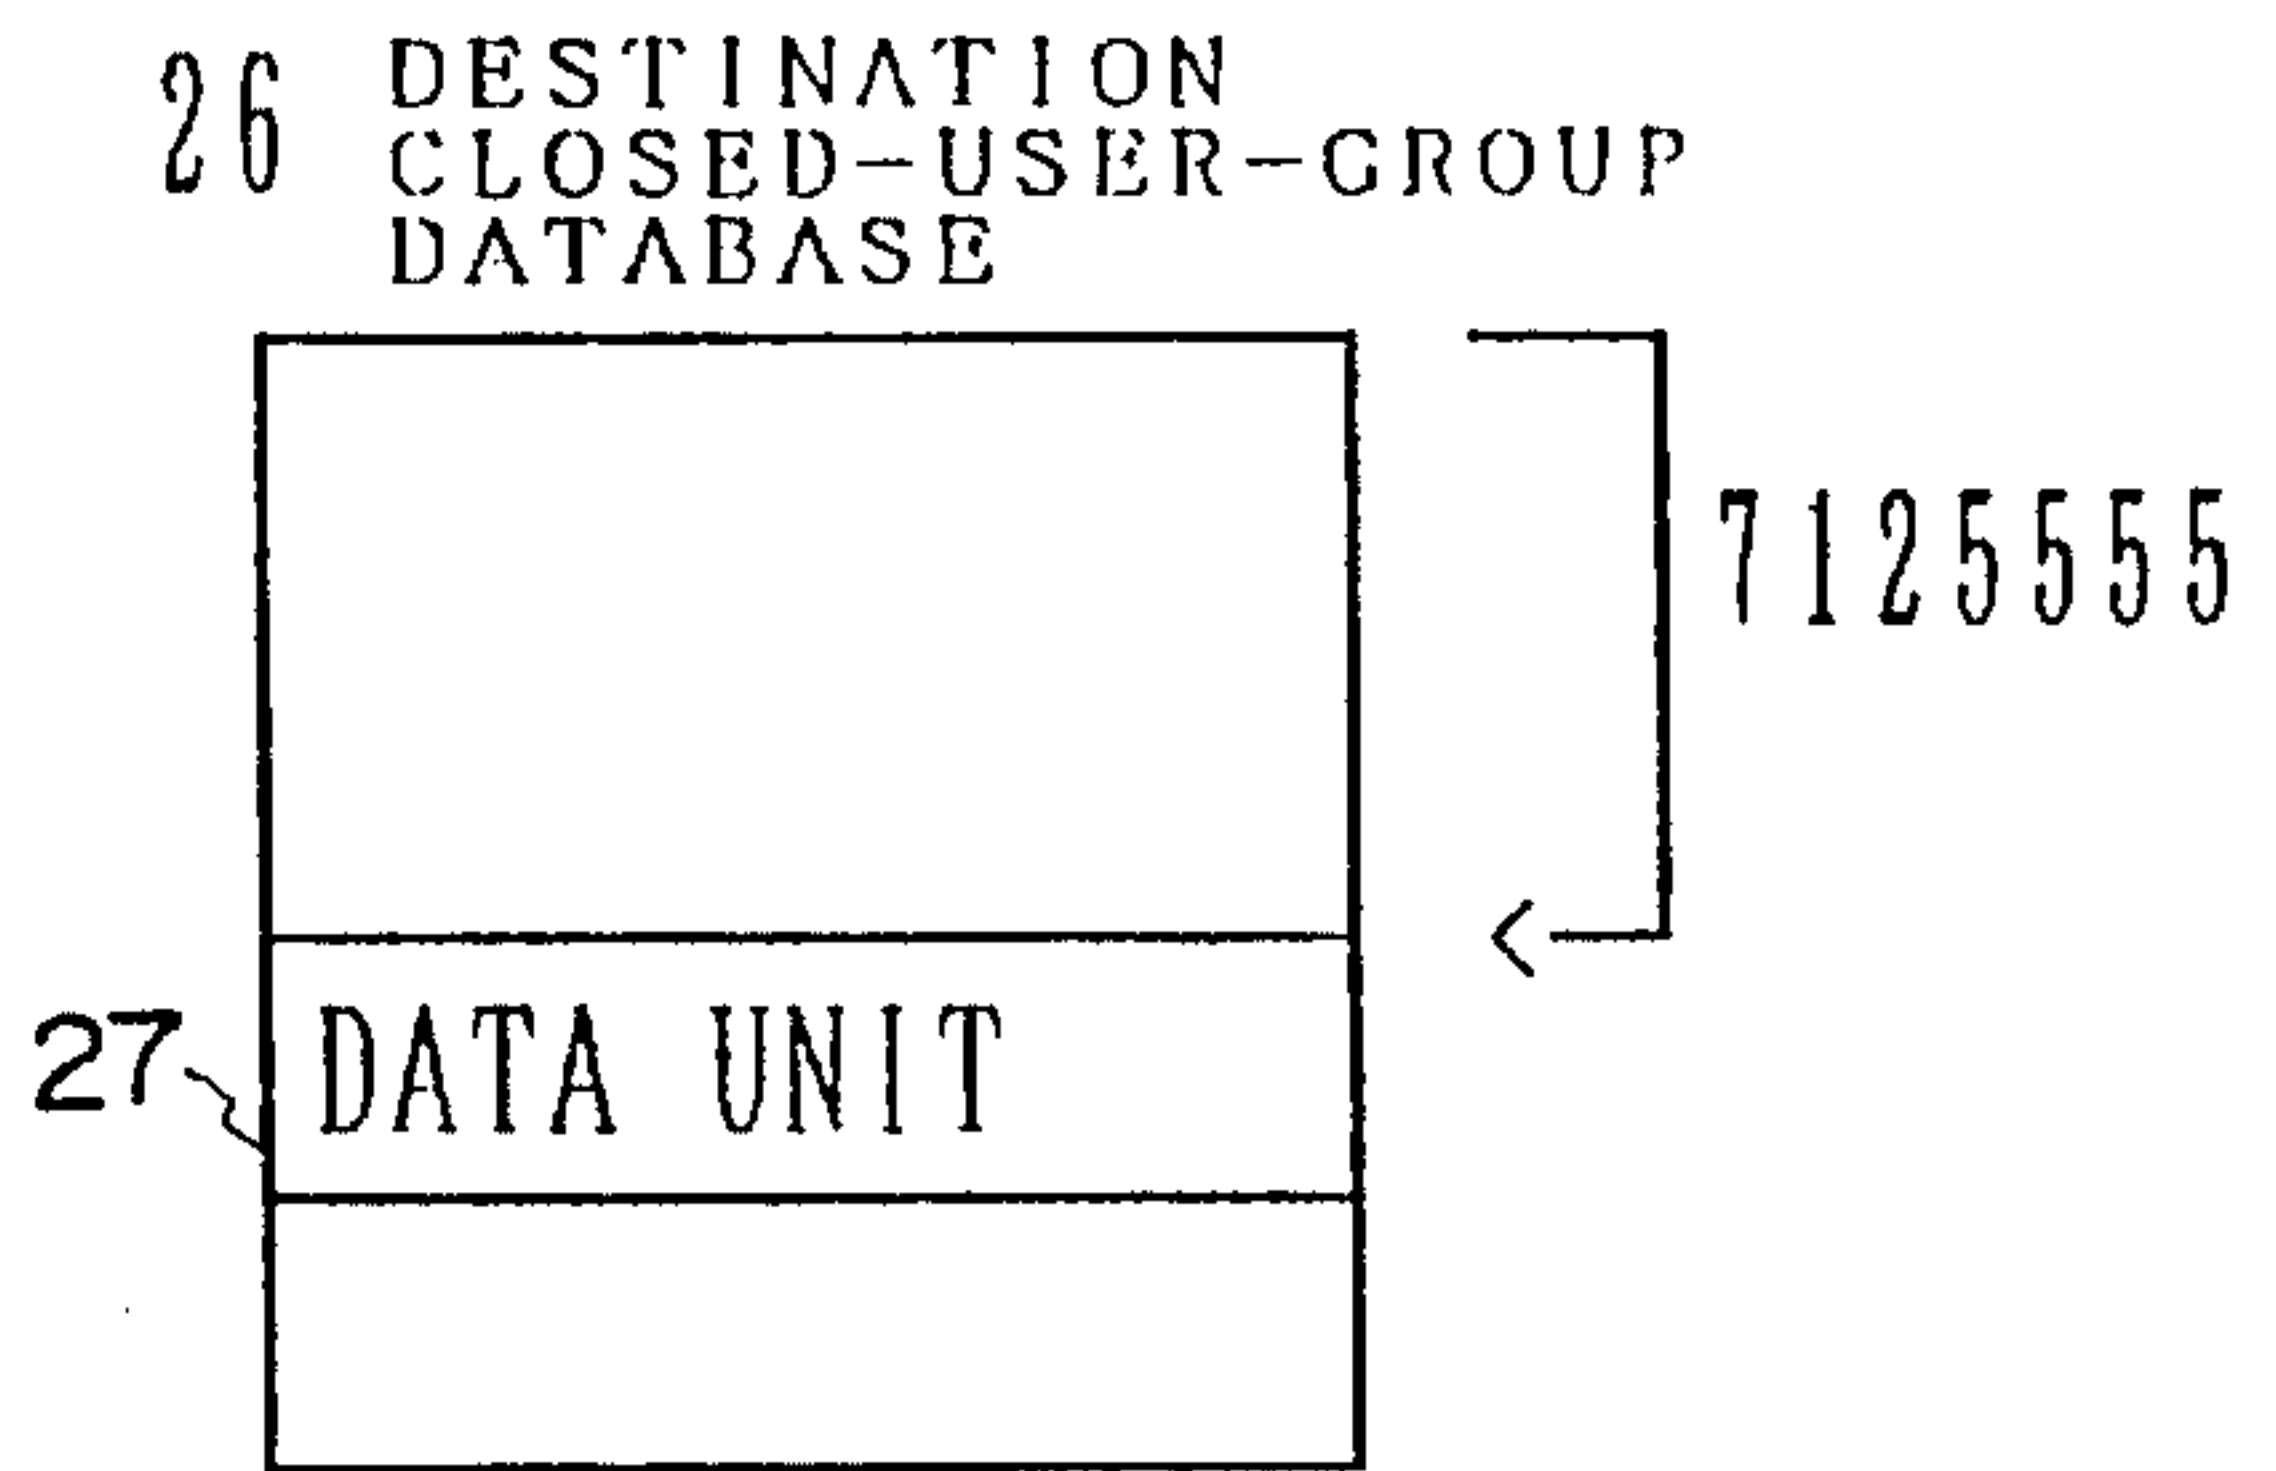 26 DESTINATION
CLOSED-USER-GROUP
DATABASE
7125555
27 DATA UNIT